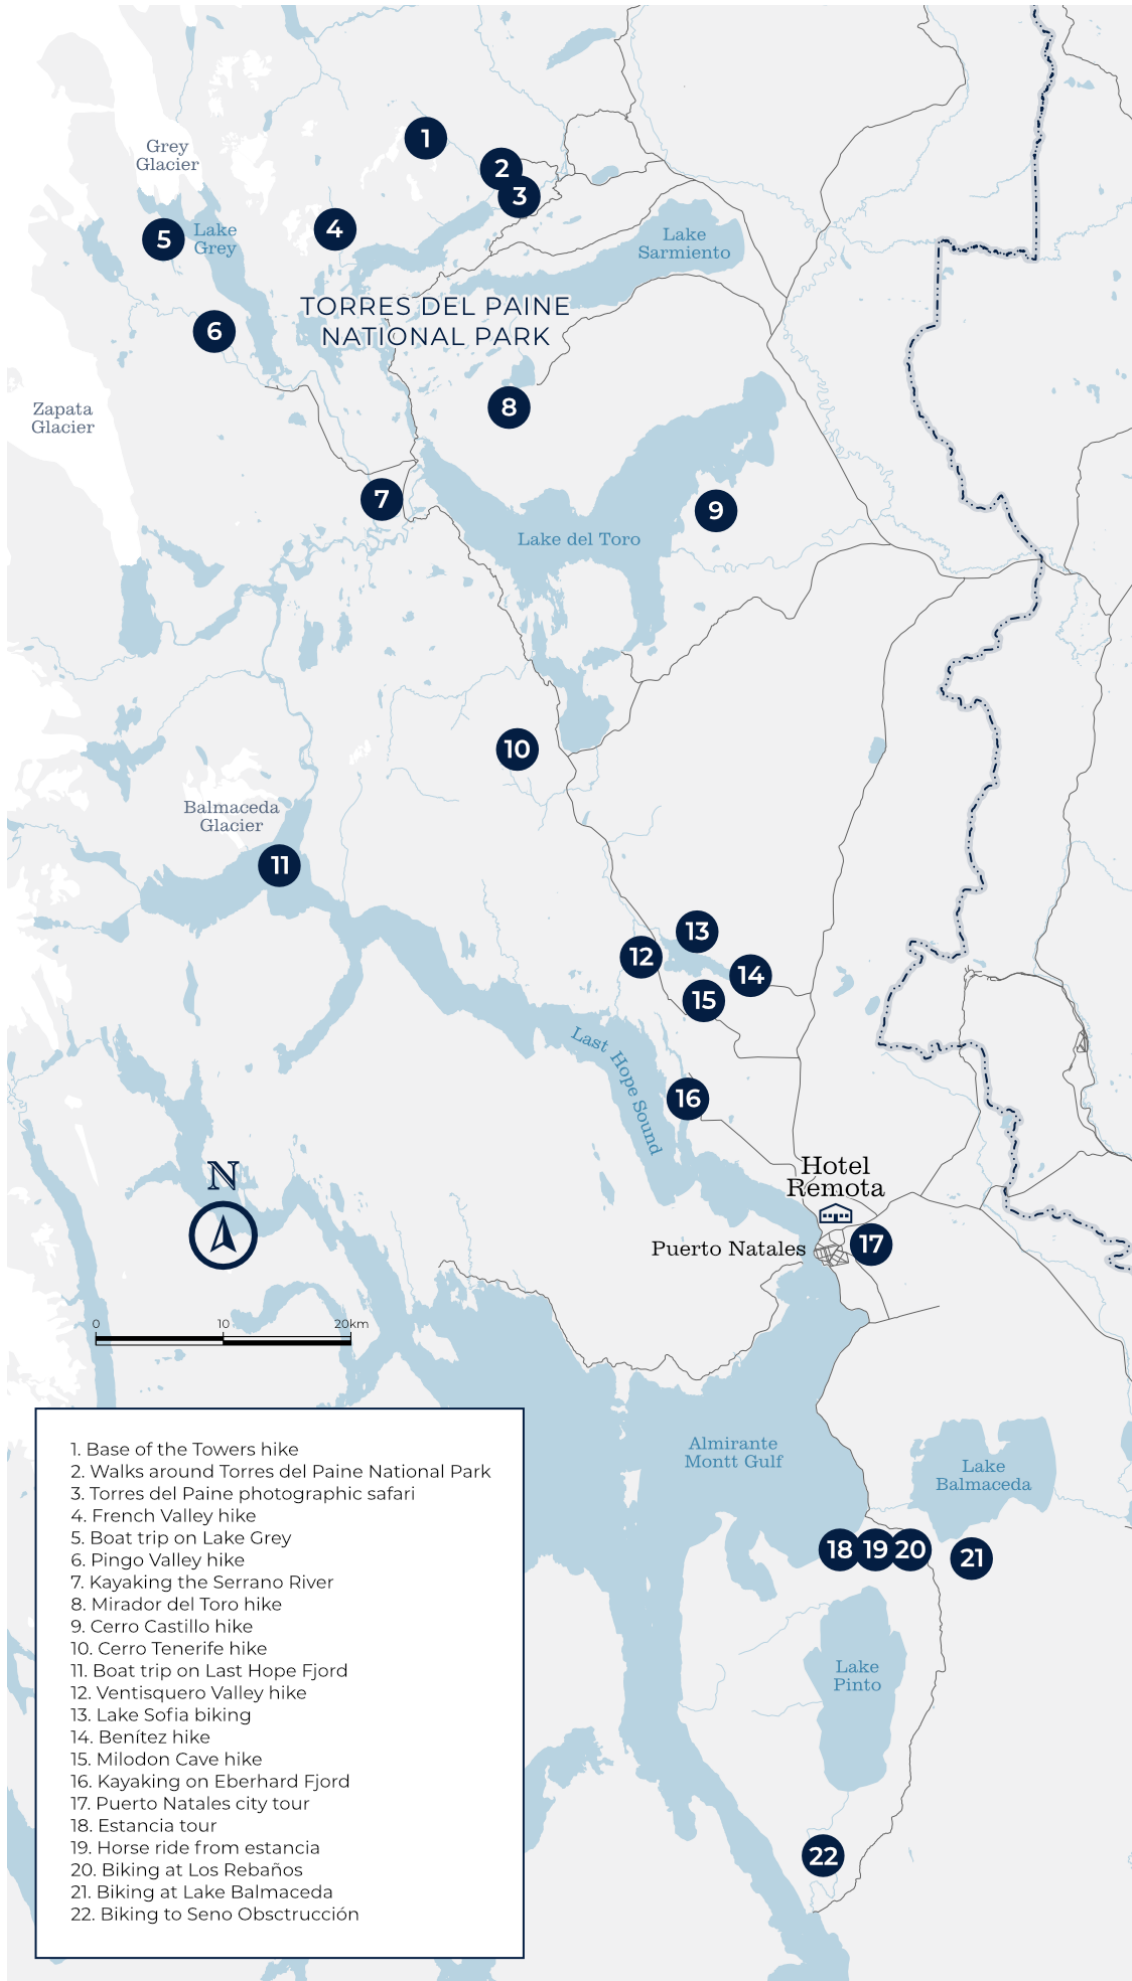 1
Grey
Glacier
2
3
4
5
Lake
Grey
Lake
Sarmiento
TORRES DEL PAINE
NATIONAL PARK
6
8
Zapata
Glacier
7
9
Lake del Toro
10
Balmaceda
Glacier
11
13
12
14
15
Last Hope Sound
16
N
Hotel
Remota
Puerto Natales
17
0 10 20km
Almirante
Montt Gulf
Lake
Balmaceda
18 19 20
21
Lake
Pinto
22
1. Base of the Towers hike
2. Walks around Torres del Paine National Park
3. Torres del Paine photographic safari
4. French Valley hike
5. Boat trip on Lake Grey
6. Pingo Valley hike
7. Kayaking the Serrano River
8. Mirador del Toro hike
9. Cerro Castillo hike
10. Cerro Tenerife hike
11. Boat trip on Last Hope Fjord
12. Ventisquero Valley hike
13. Lake Sofia biking
14. Benítez hike
15. Milodon Cave hike
16. Kayaking on Eberhard Fjord
17. Puerto Natales city tour
18. Estancia tour
19. Horse ride from estancia
20. Biking at Los Rebaños
21. Biking at Lake Balmaceda
22. Biking to Seno Obsctrucción